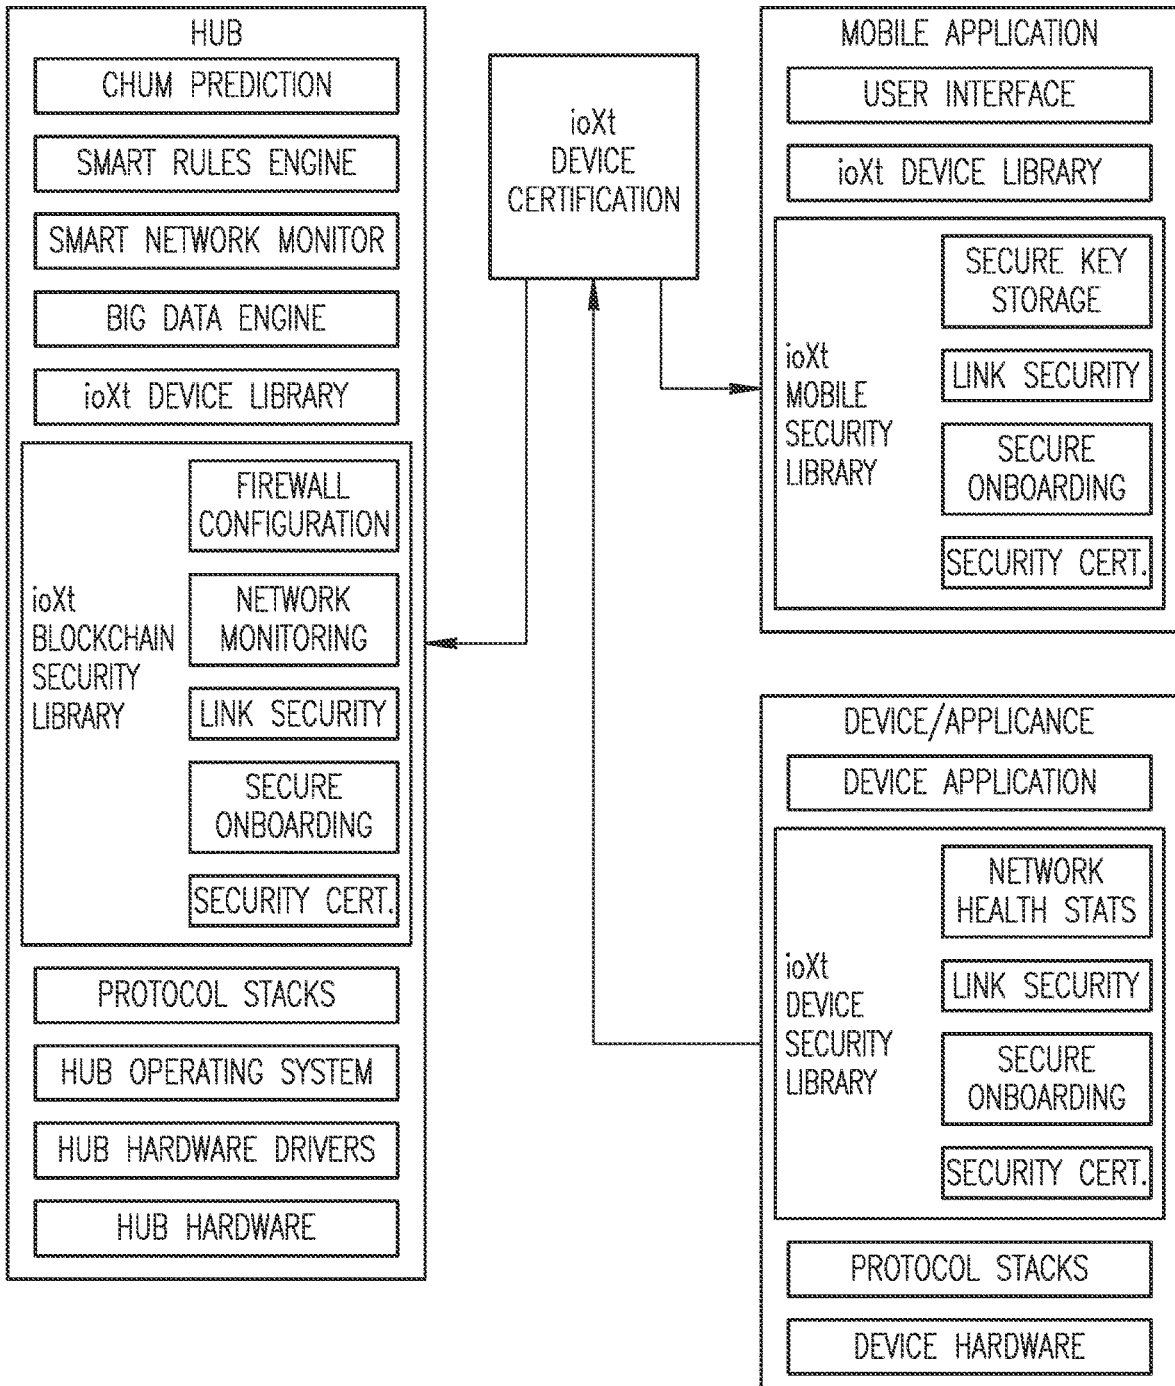 HUB
CHUM PREDICTION
SMART RULES ENGINE
SMART NETWORK MONITOR
BIG DATA ENGINE
ioXt DEVICE LIBRARY
ioXt
BLOCKCHAIN
SECURITY
LIBRARY
FIREWALL
CONFIGURATION
NETWORK
MONITORING
LINK SECURITY
SECURE
ONBOARDING
SECURITY CERT.
PROTOCOL STACKS
HUB OPERATING SYSTEM
HUB HARDWARE DRIVERS
HUB HARDWARE
ioXt
DEVICE
CERTIFICATION
MOBILE APPLICATION
USER INTERFACE
ioXt DEVICE LIBRARY
ioXt
MOBILE
SECURITY
LIBRARY
SECURE KEY
STORAGE
LINK SECURITY
SECURE
ONBOARDING
SECURITY CERT.
DEVICE/APPLICANCE
DEVICE APPLICATION
ioXt
DEVICE
SECURITY
LIBRARY
NETWORK
HEALTH STATS
LINK SECURITY
SECURE
ONBOARDING
SECURITY CERT.
PROTOCOL STACKS
DEVICE HARDWARE